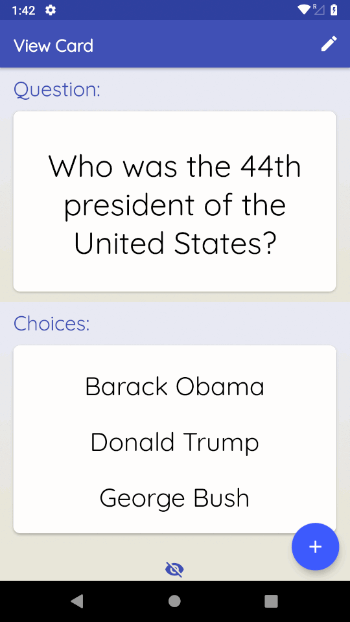 1:42
View Card
Question:
Who was the 44th
president of the
United States?
Choices:
Barack Obama
Donald Trump
George Bush